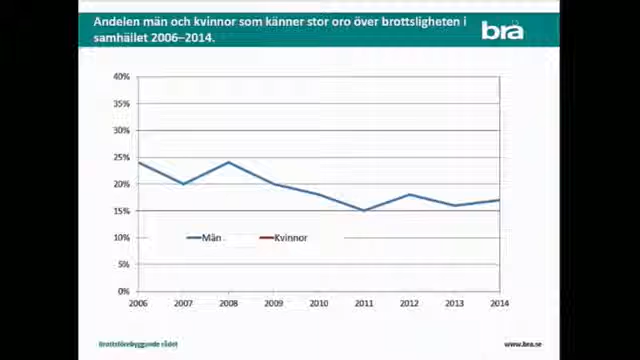 Andelen män och kvinnor som känner stor oro över brottsligheten i
samhället 2006–2014.
brå
40%
35%
30%
25%
20%
15%
10%
5%
0%
Män
Kvinnor
2006 2007 2008 2009 2010 2011 2012 2013 2014
Brottsförebyggande rådet
www.bra.se